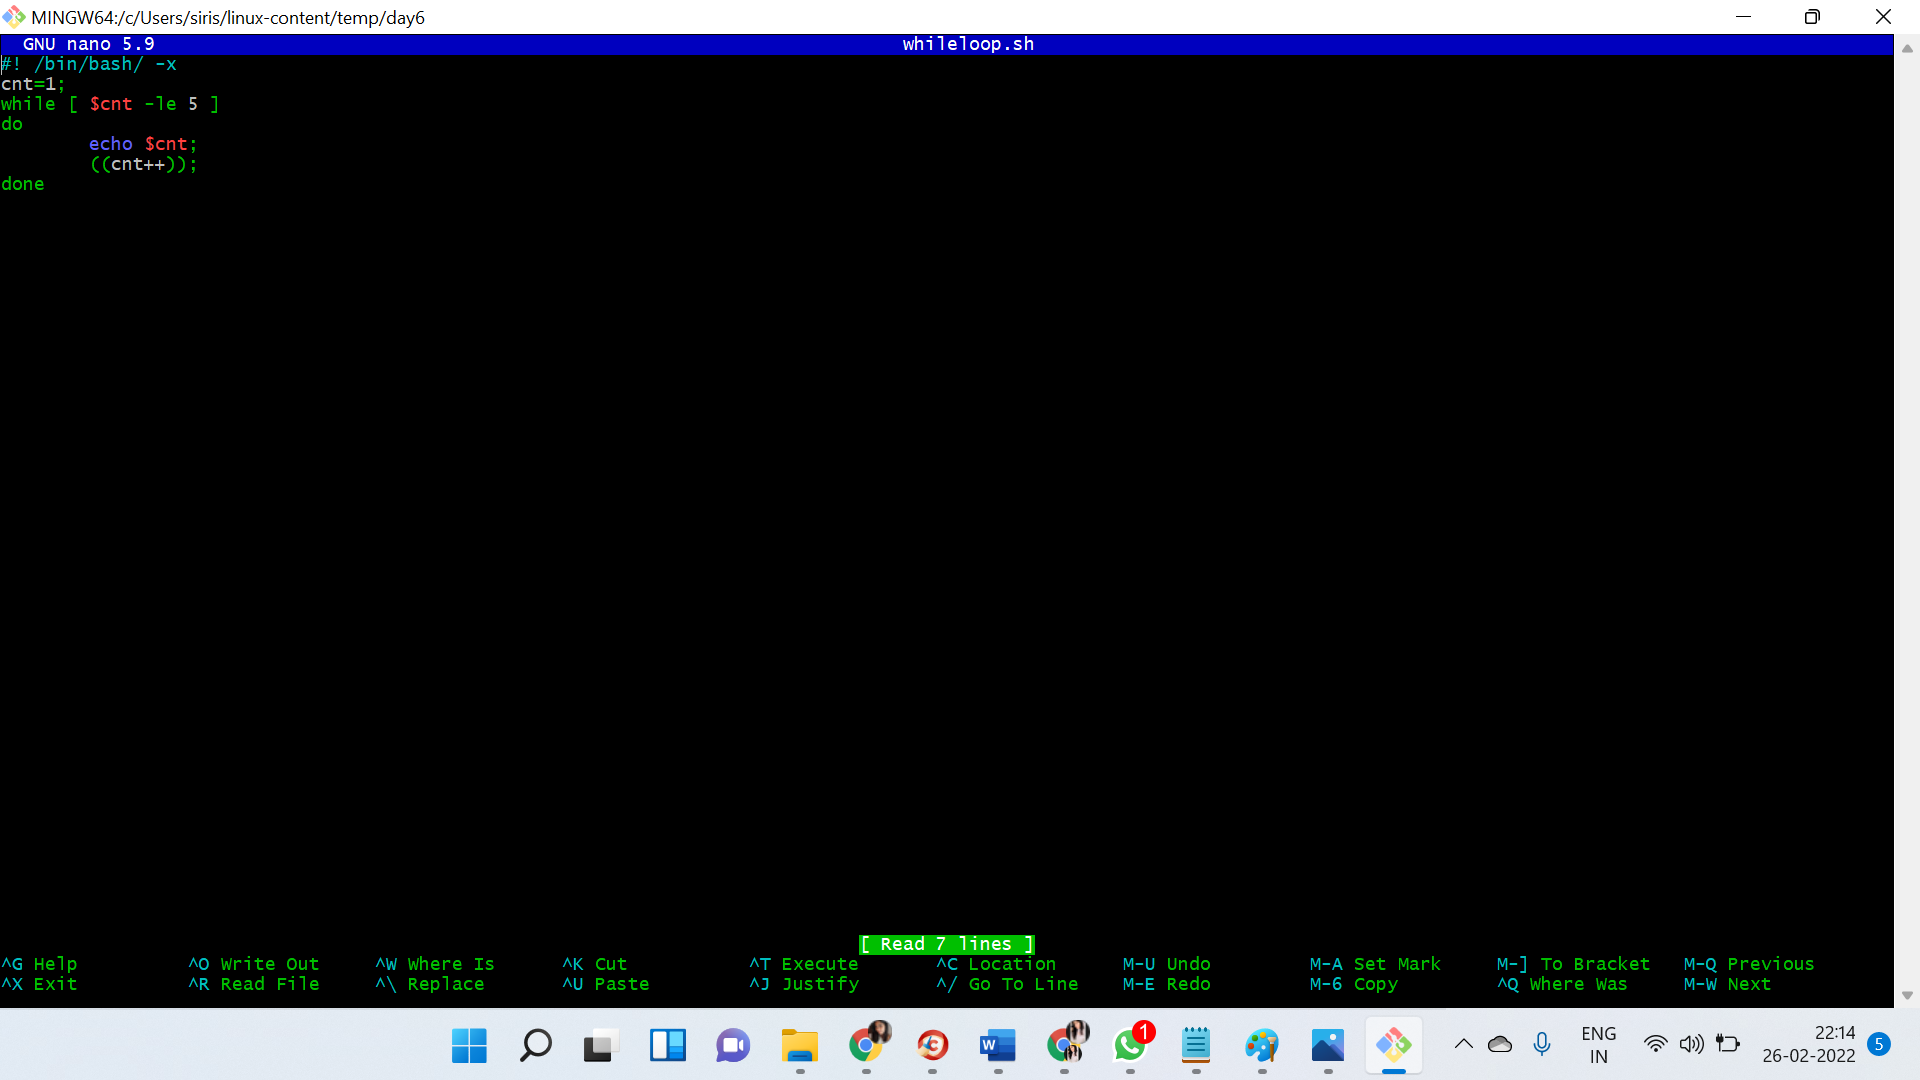 MINGW64:/c/Users/siris/linux-content/temp/day6
GNU nano 5.9 whileloop.sh
#! /bin/bash/ -x
cnt=1;
while [ $cnt -le 5 ]
do
echo $cnt;
((cnt++));
done
[ Read 7 lines ]
^G Help ^O Write Out ^W Where Is ^K Cut ^T Execute ^C Location M-U Undo M-A Set Mark M-] To Bracket M-Q Previous
^X Exit ^R Read File ^\ Replace ^U Paste ^J Justify ^/ Go To Line M-E Redo M-6 Copy ^Q Where Was M-W Next
W
1
ENG
IN
22:14
26-02-2022
5